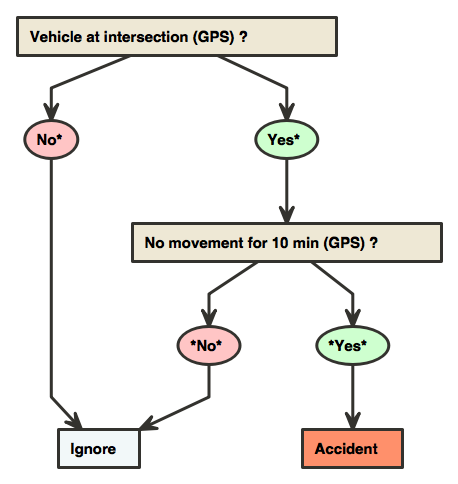 Vehicle at intersection (GPS) ?
No*
Yes*
No movement for 10 min (GPS) ?
*No*
*Yes*
Ignore
Accident